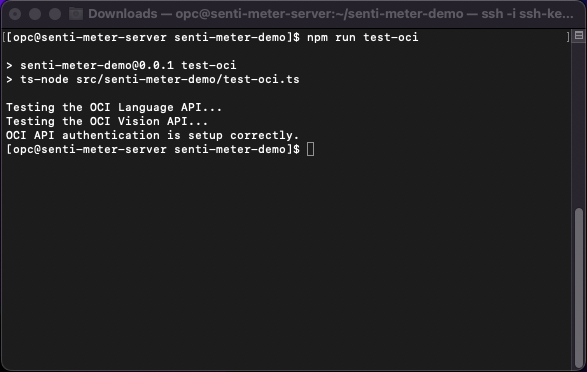 Downloads — opc@senti-meter-server:~/senti-meter-demo — ssh -i ssh-ke...
[[opc@senti-meter-server senti-meter-demo]$ npm run test-oci ]
> senti-meter-demo@0.0.1 test-oci
> ts-node src/senti-meter-demo/test-oci.ts
Testing the OCI Language API...
Testing the OCI Vision API...
OCI API authentication is setup correctly.
[opc@senti-meter-server senti-meter-demo]$